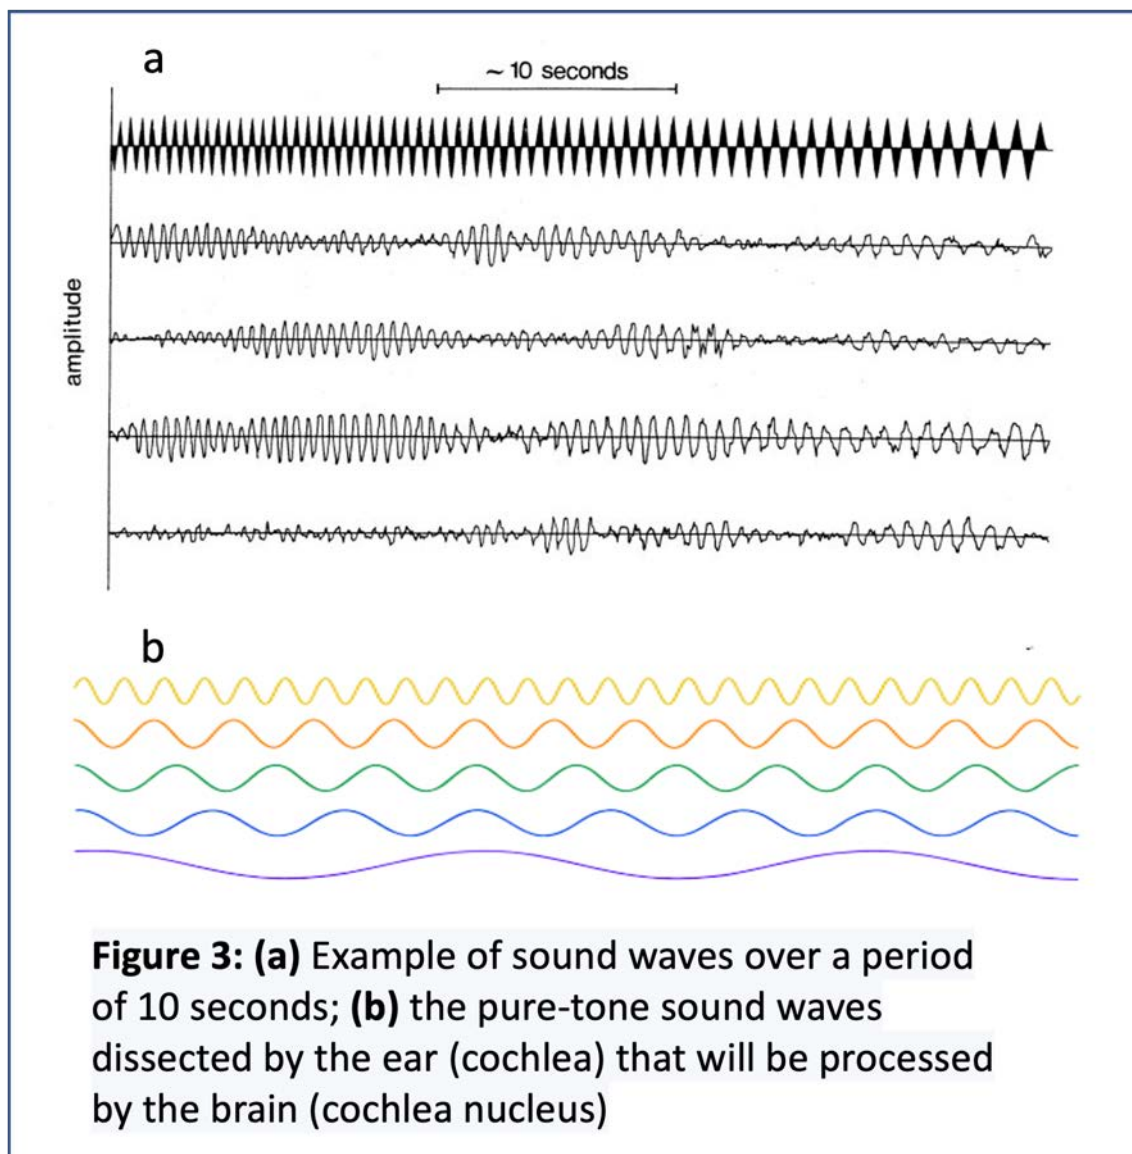 a
~ 10 seconds
amplitude
b
Figure 3: (a) Example of sound waves over a period
of 10 seconds; (b) the pure-tone sound waves
dissected by the ear (cochlea) that will be processed
by the brain (cochlea nucleus)